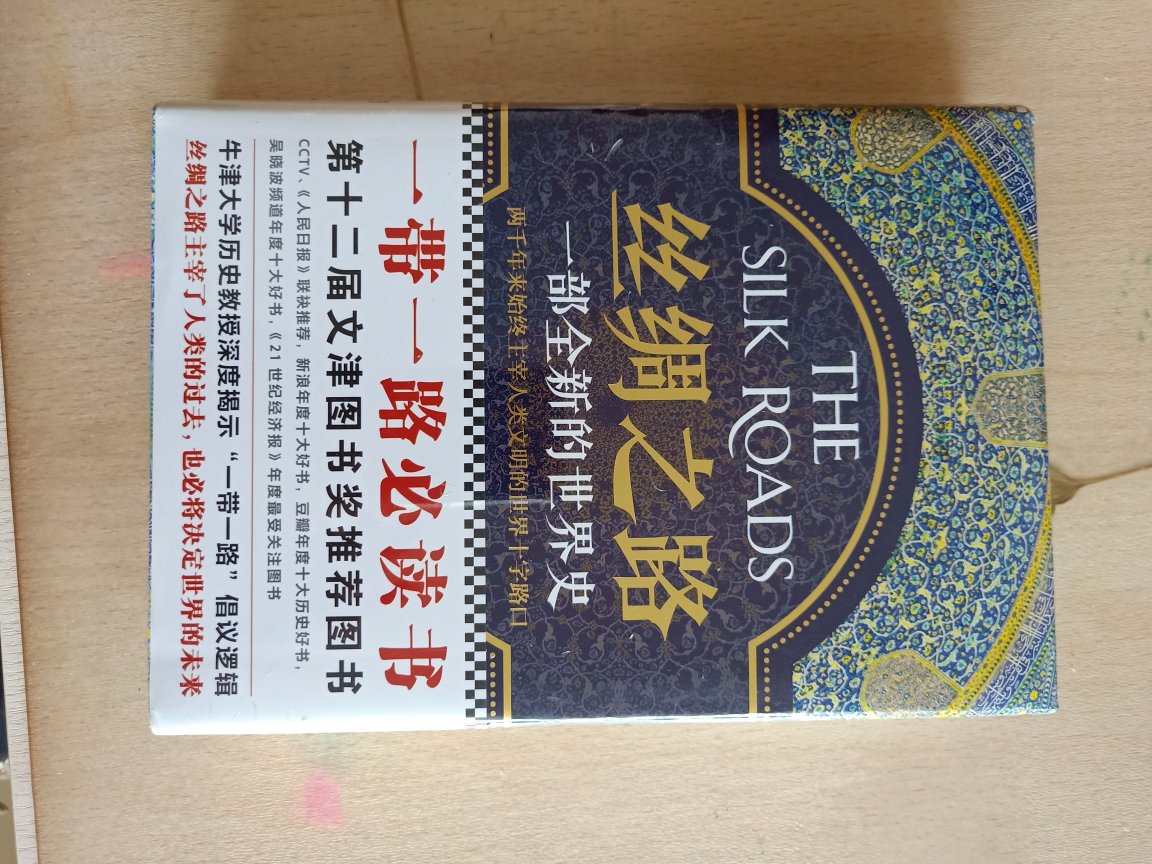 THE
SILK ROADS
丝绸之路
一部全新的世界史
两千年来始终主宰人类文明的世界十字路口
一带一路必读书
第十二届文津图书奖推荐图书
CCTV、《人民日报》联袂推荐，新浪年度十大好书，豆瓣年度十大历史好书，
吴晓波频道年度十大好书，《21世纪经济报》年度最受关注图书
牛津大学历史教授深度揭示“一带一路”倡议逻辑
丝绸之路主宰了人类的过去，也必将决定世界的未来